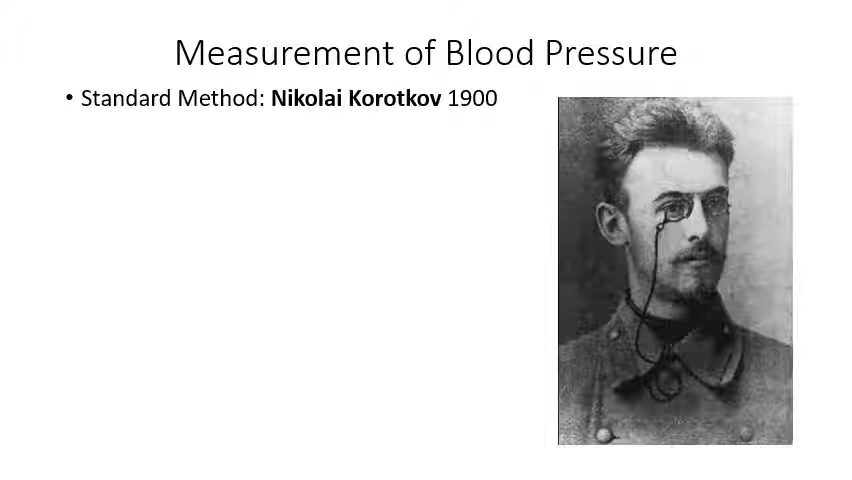 Measurement of Blood Pressure
• Standard Method: Nikolai Korotkov 1900